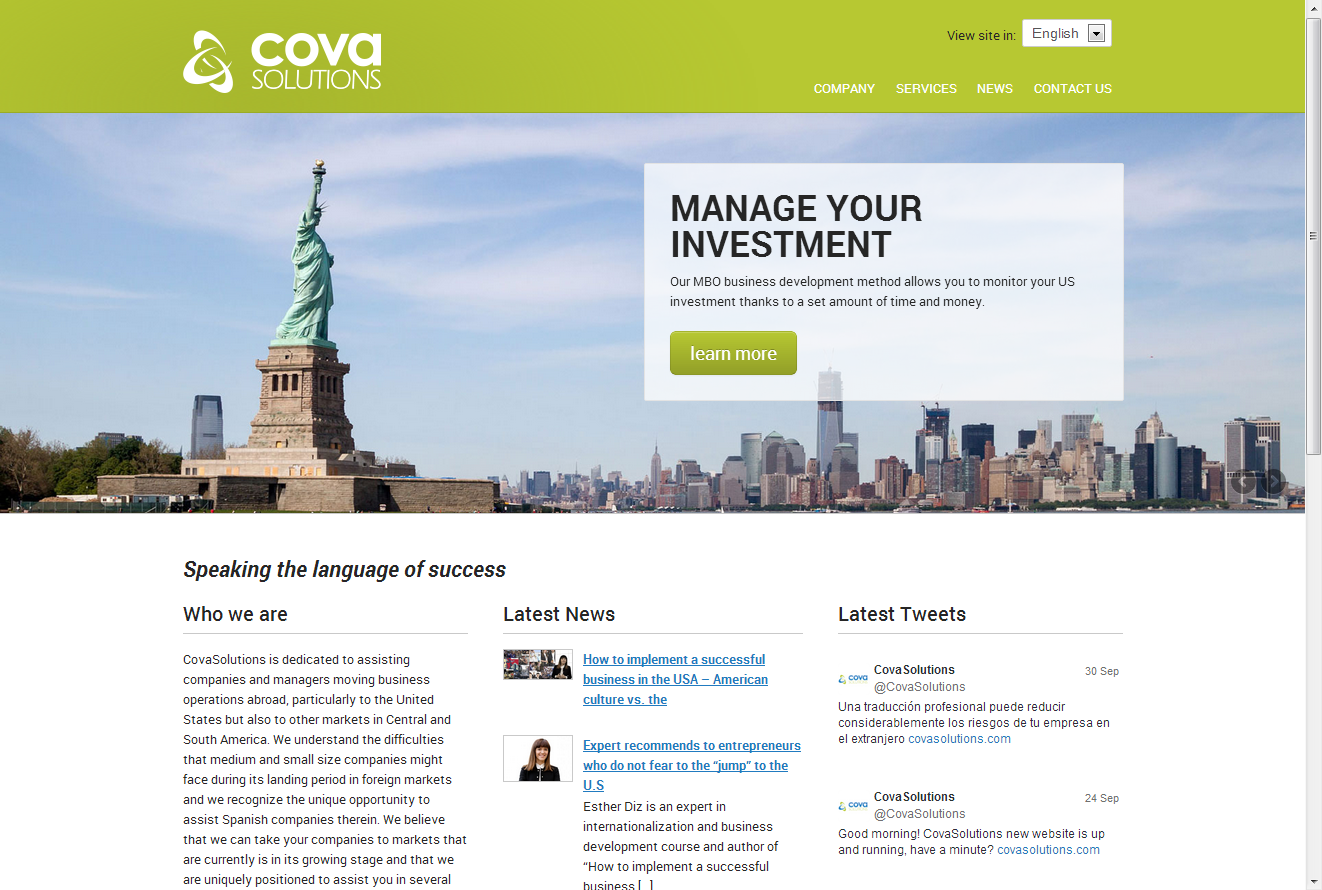 cova
SOLUTIONS
View site in: English
COMPANY SERVICES NEWS CONTACT US
MANAGE YOUR
INVESTMENT
Our MBO business development method allows you to monitor your US
investment thanks to a set amount of time and money.
learn more
Speaking the language of success
Who we are
CovaSolutions is dedicated to assisting
companies and managers moving business
operations abroad, particularly to the United
States but also to other markets in Central and
South America. We understand the difficulties
that medium and small size companies might
face during its landing period in foreign markets
and we recognize the unique opportunity to
assist Spanish companies therein. We believe
that we can take your companies to markets that
are currently is in its growing stage and that we
are uniquely positioned to assist you in several
Latest News
How to implement a successful
business in the USA – American
culture vs. the
Expert recommends to entrepreneurs
who do not fear to the “jump” to the
U.S
Esther Diz is an expert in
internationalization and business
development course and author of
“How to implement a successful
business [...]
Latest Tweets
cova
CovaSolutions 30 Sep
@CovaSolutions
Una traducción profesional puede reducir
considerablemente los riesgos de tu empresa en
el extranjero covasolutions.com
cova
CovaSolutions 24 Sep
@CovaSolutions
Good morning! CovaSolutions new website is up
and running, have a minute? covasolutions.com